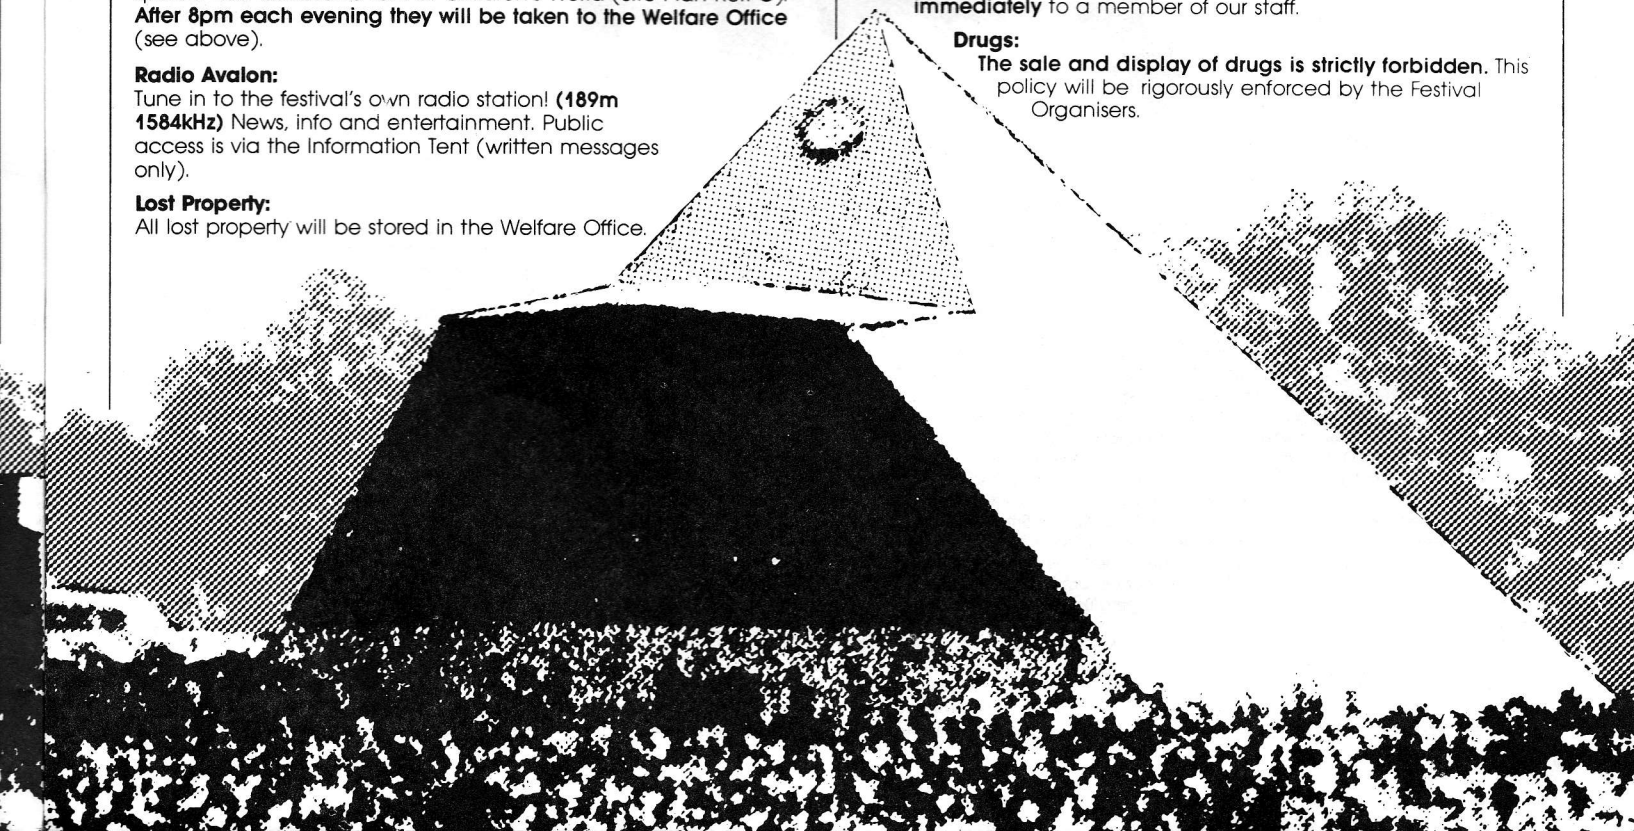 After 8pm each evening they will be taken to the Welfare Office
(see above).
Radio Avalon:
Tune in to the festival's own radio station! (189m
1584kHz) News, info and entertainment. Public
access is via the Information Tent (written messages
only).
Lost Property:
All lost property will be stored in the Welfare Office.
immediately to a member of our staff.
Drugs:
The sale and display of drugs is strictly forbidden. This
policy will be rigorously enforced by the Festival
Organisers.